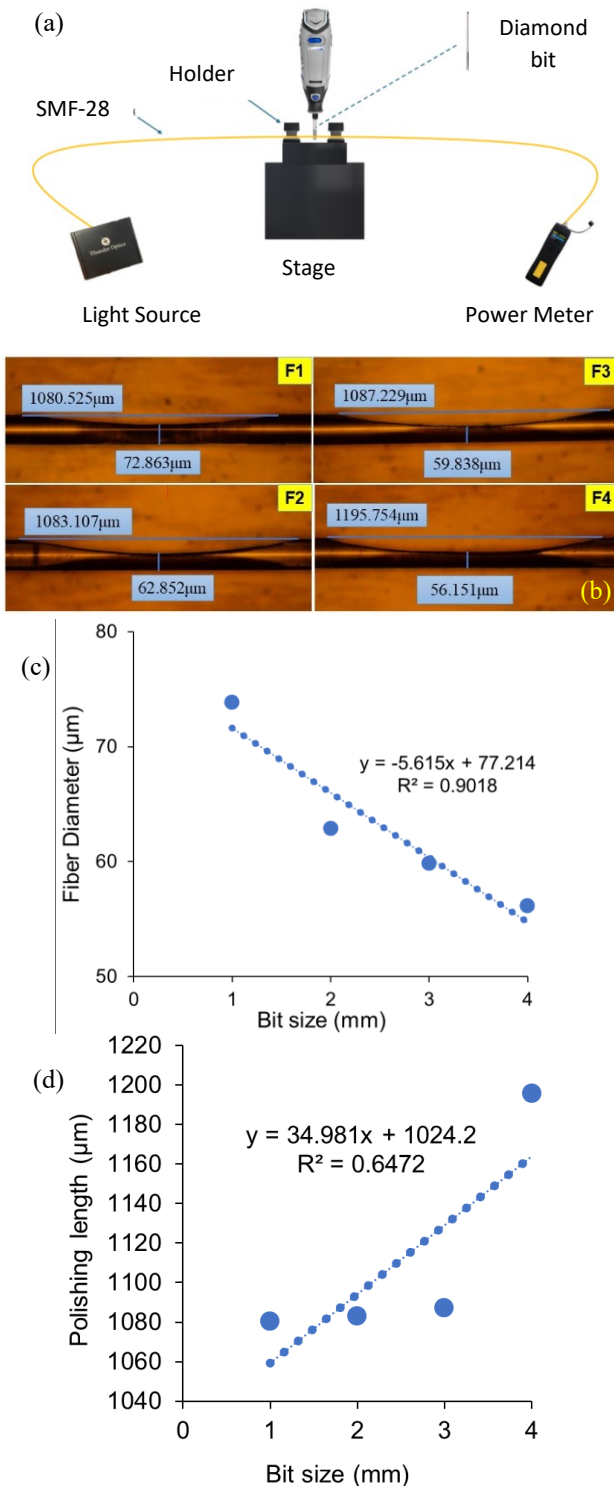 (a)
Diamond
bit
Holder
SMF-28
Thunder Optics
Stage
Light Source
Power Meter
F1
1080.525µm
72.863µm
F3
1087.229µm
59.838µm
F2
1083.107µm
62.852µm
F4
1195.754µm
56.151µm
(b)
(c)
80
70
60
50
Fiber Diameter (µm)
y = -5.615x + 77.214
R² = 0.9018
0 1 2 3 4
Bit size (mm)
(d)
1220
1200
1180
1160
1140
1120
1100
1080
1060
1040
Polishing length (µm)
y = 34.981x + 1024.2
R² = 0.6472
0 1 2 3 4
Bit size (mm)